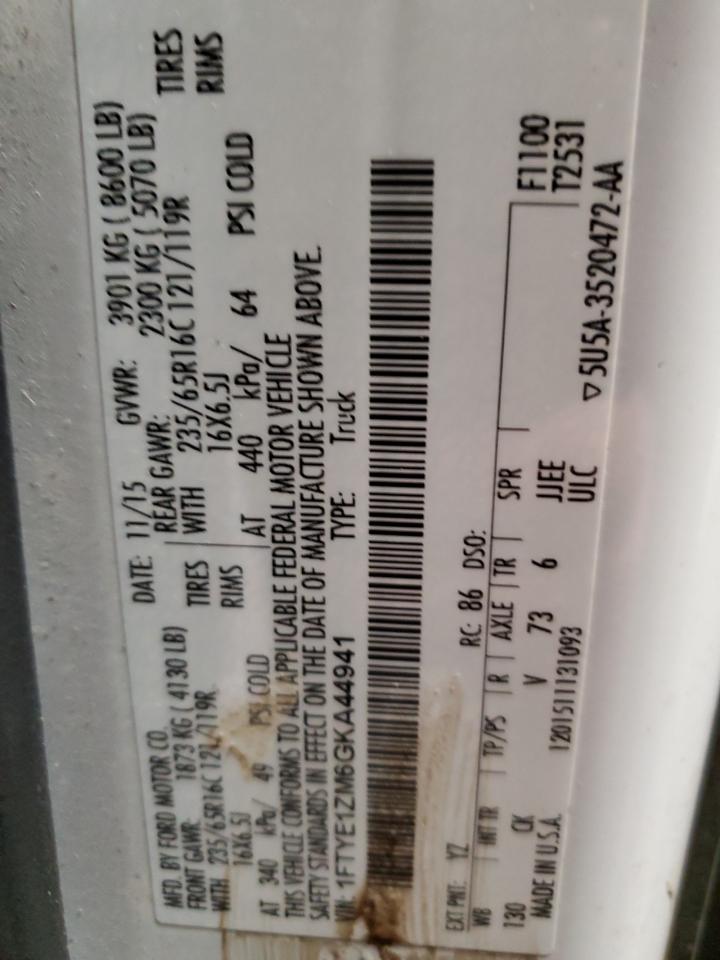 MFD. BY FORD MOTOR CO. DATE: 11/15 GVWR: 3901 KG ( 8600 LB)
FRONT GAWR: 1873 KG ( 4130 LB) REAR GAWR: 2300 KG ( 5070 LB)
WITH 235/65R16C 121/119R TIRES WITH 235/65R16C 121/119R TIRES
16X6.5J RIMS 16X6.5J RIMS
AT 340 kPa/ 49 PSI COLD AT 440 kPa/ 64 PSI COLD
THIS VEHICLE CONFORMS TO ALL APPLICABLE FEDERAL MOTOR VEHICLE
SAFETY STANDARDS IN EFFECT ON THE DATE OF MANUFACTURE SHOWN ABOVE.
VIN: 1FTYE1ZM6GKA44941 TYPE: Truck
EXT PNT: YZ RC: 86 DSO:
WB INT TR TP/PS R AXLE TR SPR F1100
130 CK V 73 6 JJEE T2531
MADE IN U.S.A. 1201511131093 ULC ▽5U5A-3520472-AA